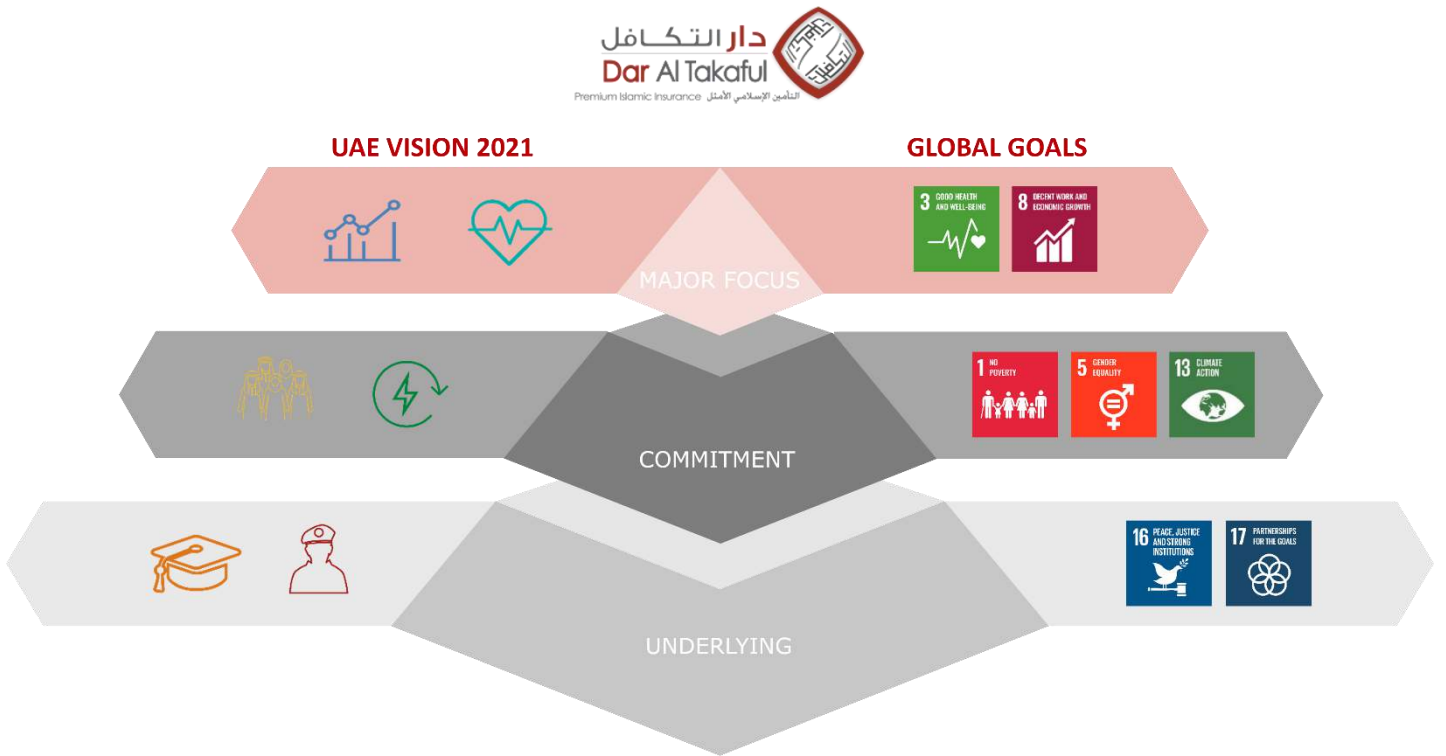 دار التكافل
Dar Al Takaful
Premium Islamic Insurance التأمين الإسلامي الأمثل
UAE VISION 2021
GLOBAL GOALS
3 GOOD HEALTH
AND WELL-BEING
8 DECENT WORK AND
ECONOMIC GROWTH
MAJOR FOCUS
1 NO
POVERTY
5 GENDER
EQUALITY
13 CLIMATE
ACTION
COMMITMENT
16 PEACE, JUSTICE
AND STRONG
INSTITUTIONS
17 PARTNERSHIPS
FOR THE GOALS
UNDERLYING